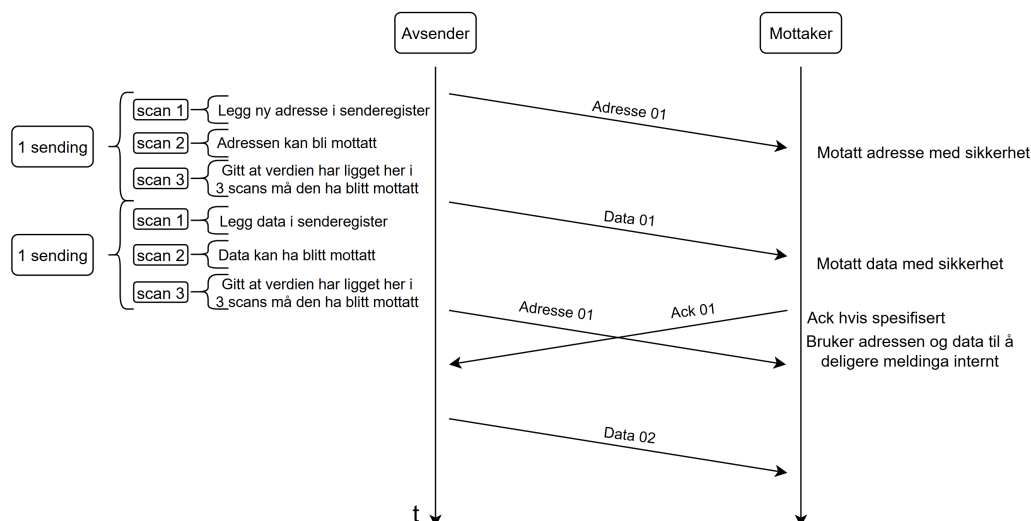 Avsender
Mottaker
1 sending
scan 1
Legg ny adresse i senderegister
scan 2
Adressen kan bli mottatt
scan 3
Gitt at verdien har ligget her i
3 scans må den ha blitt mottatt
Adresse 01
Motatt adresse med sikkerhet
1 sending
scan 1
Legg data i senderegister
scan 2
Data kan ha blitt mottatt
scan 3
Gitt at verdien har ligget her i
3 scans må den ha blitt mottatt
Data 01
Motatt data med sikkerhet
Adresse 01
Ack 01
Ack hvis spesifisert
Bruker adressen og data til å
deligere meldinga internt
Data 02
t